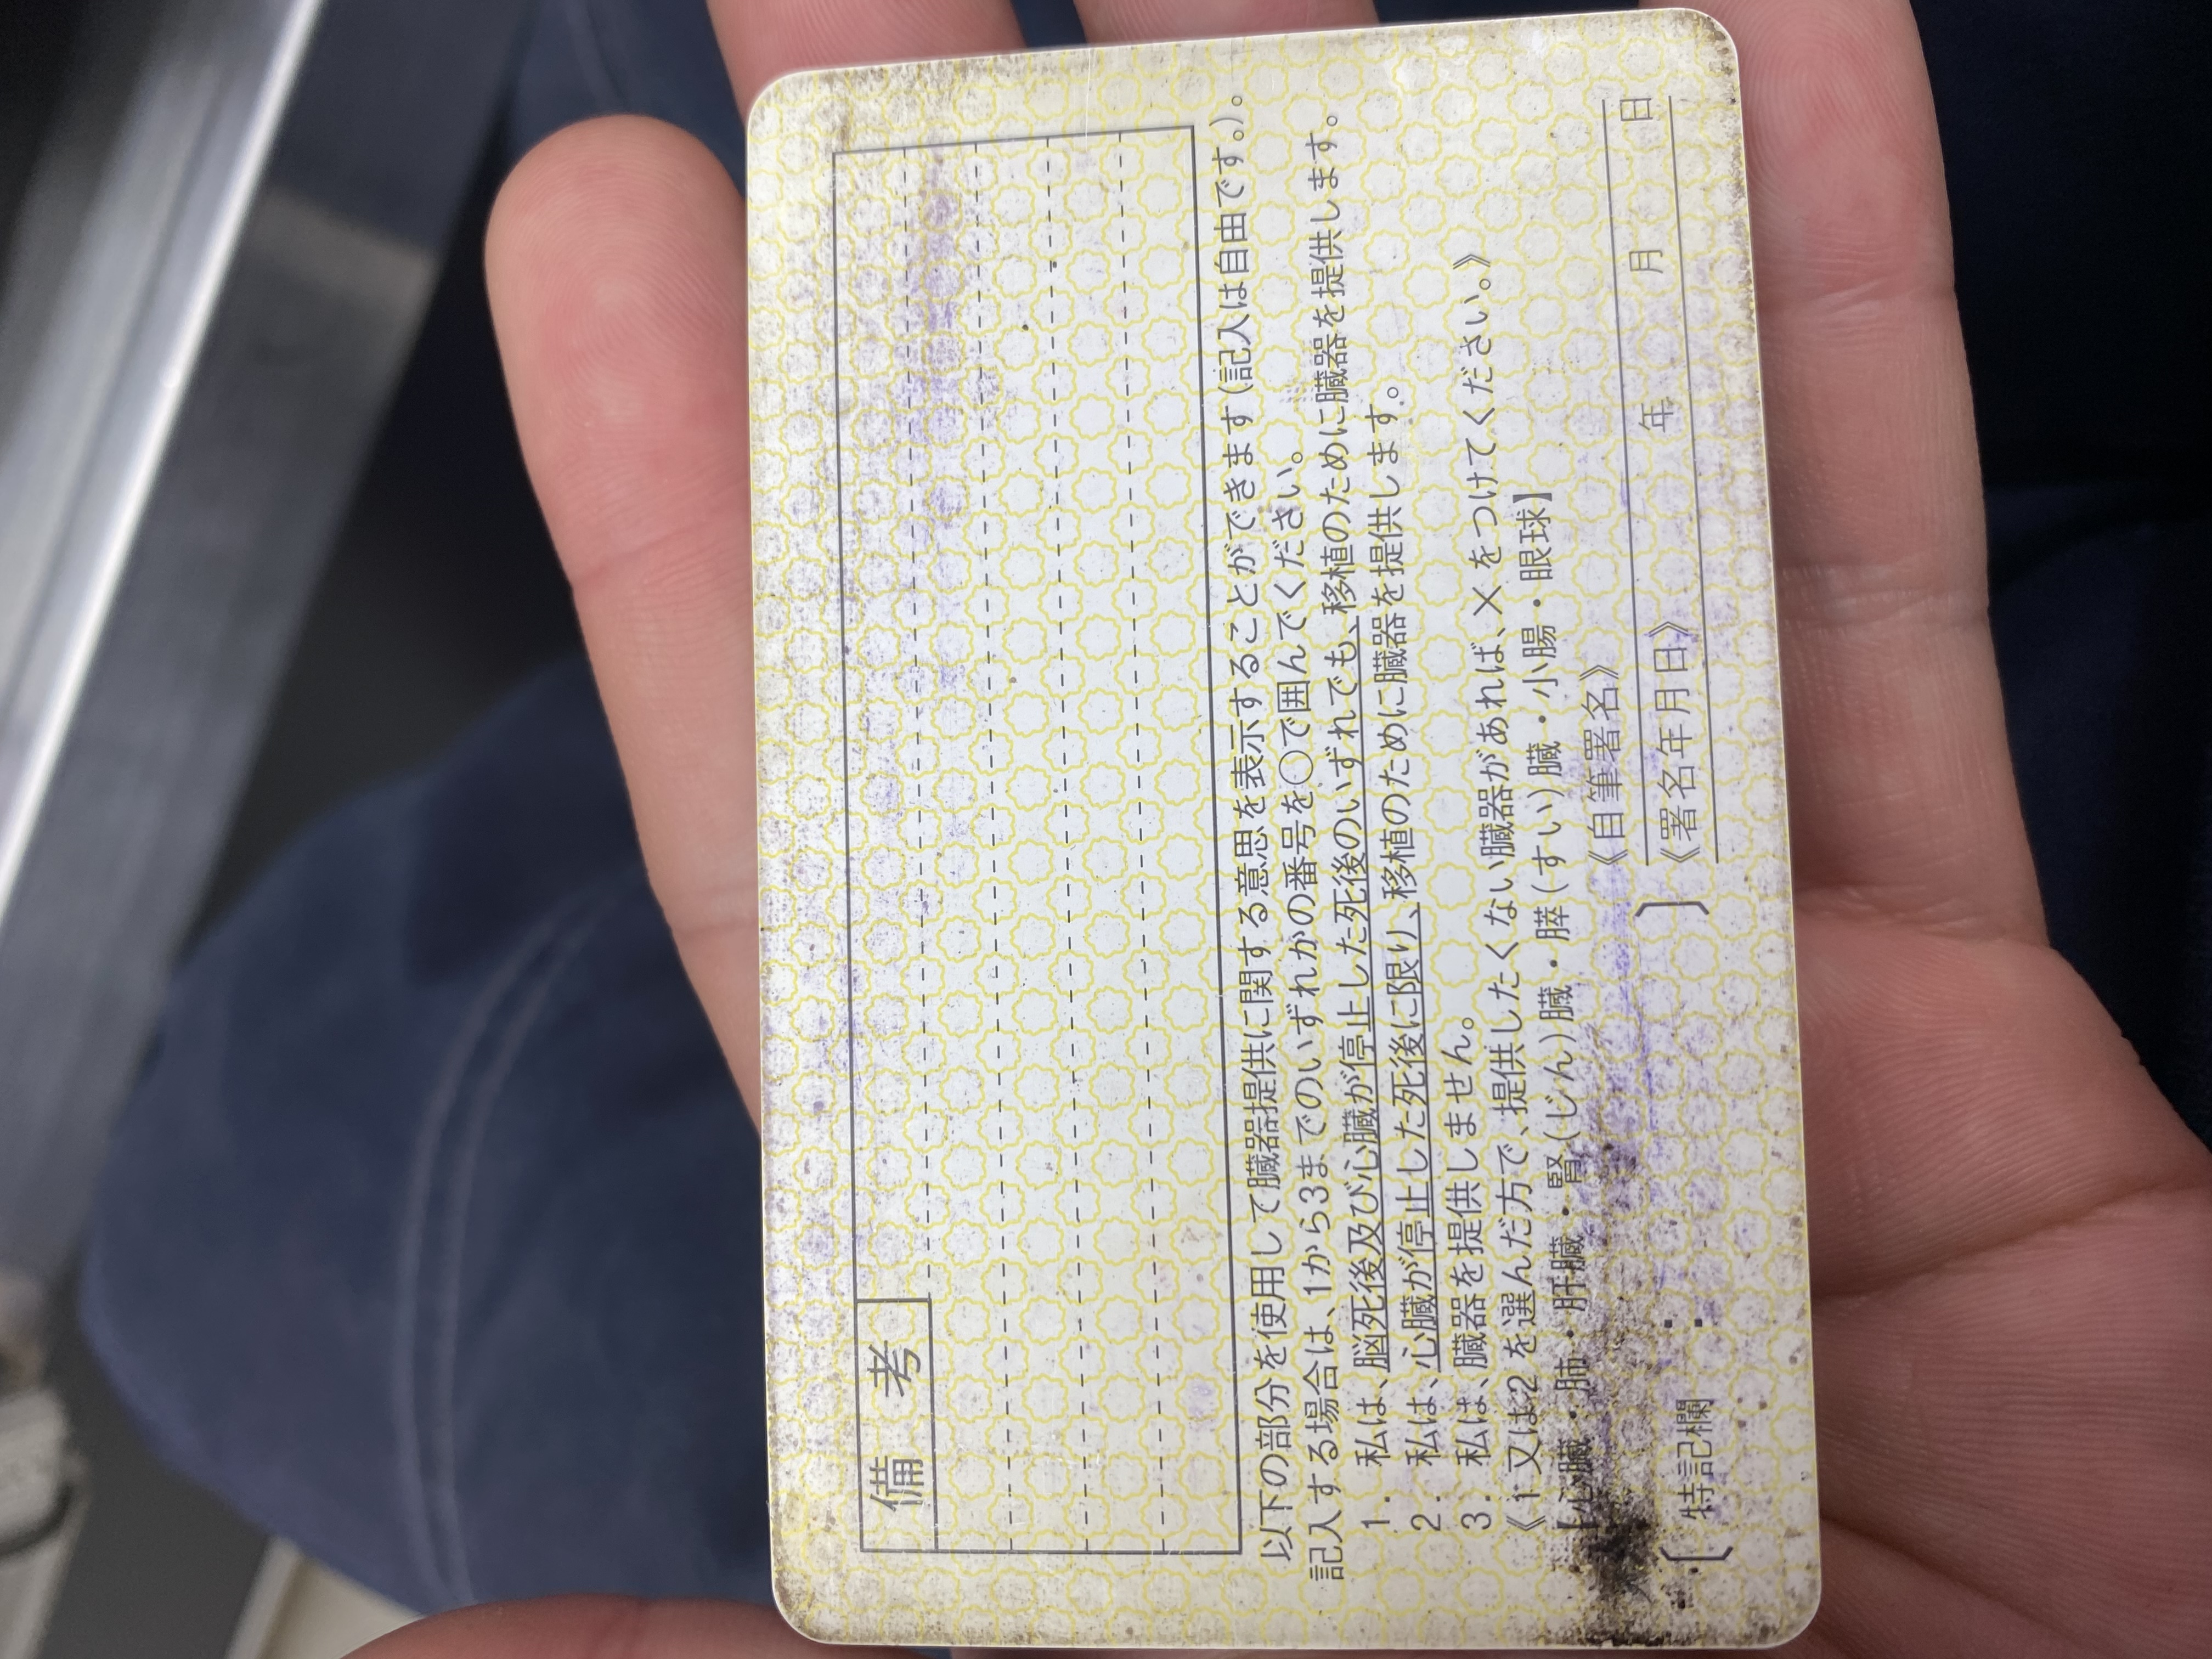 備 考
以下の部分を使用して臓器提供に関する意思を表示することができます(記入は自由です。)。
記入する場合は、1から3までのいずれかの番号を○で囲んでください。
1. 私は、脳死後及び心臓が停止した死後のいずれでも、移植のために臓器を提供します。
2. 私は、心臓が停止した死後に限り、移植のために臓器を提供します。
3. 私は、臓器を提供しません。
《1又は2を選んだ方で、提供したくない臓器があれば、×をつけてください。》
【心臓・肺・肝臓・腎(じん)臓・膵(すい)臓・小腸・眼球】
〔特記欄: 〕
《自筆署名》
《署名年月日》 年 月 日